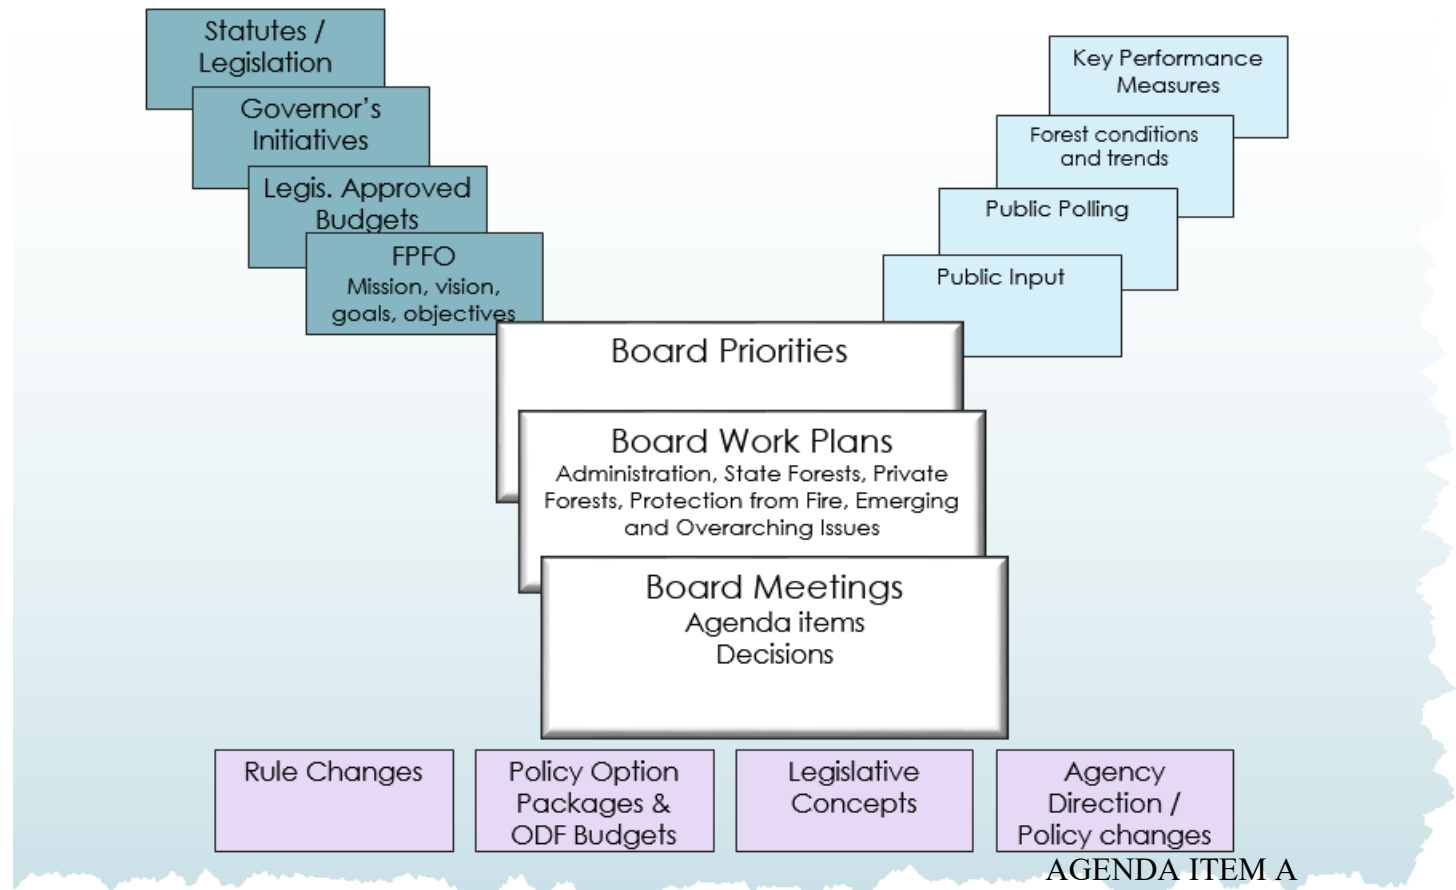 Statutes /
Legislation
Governor’s
Initiatives
Legis. Approved
Budgets
FPFO
Mission, vision,
goals, objectives
Key Performance
Measures
Forest conditions
and trends
Public Polling
Public Input
Board Priorities
Board Work Plans
Administration, State Forests, Private
Forests, Protection from Fire, Emerging
and Overarching Issues
Board Meetings
Agenda items
Decisions
Rule Changes
Policy Option
Packages &
ODF Budgets
Legislative
Concepts
Agency
Direction /
Policy changes
AGENDA ITEM A